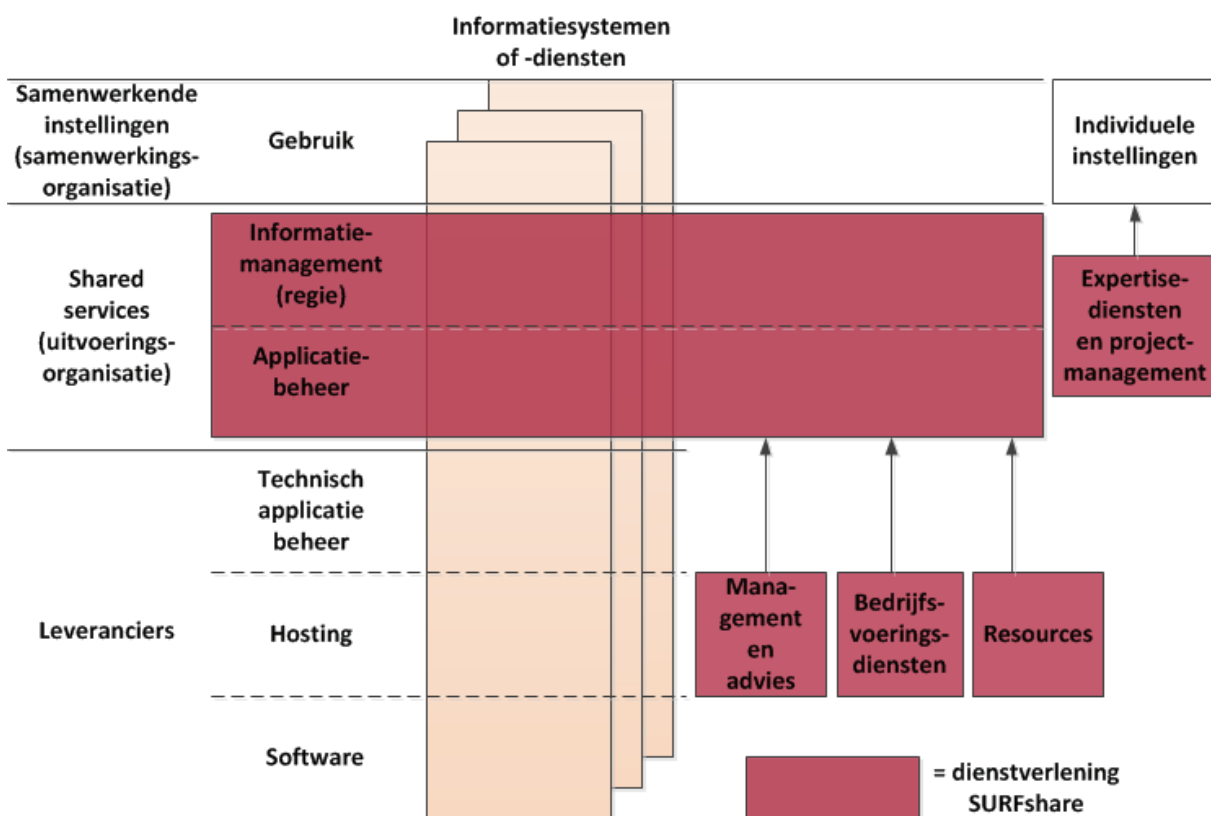 Informatiesystemen
of -diensten
Samenwerkende
instellingen
(samenwerkings-
organisatie)
Gebruik
Individuele
instellingen
Shared
services
(uitvoerings-
organisatie)
Informatie-
management
(regie)
Applicatie-
beheer
Expertise-
diensten
en project-
management
Leveranciers
Technisch
applicatie
beheer
Hosting
Software
Mana-
gement
en
advies
Bedrijfs-
voerings-
diensten
Resources
= dienstverlening
SURFshare